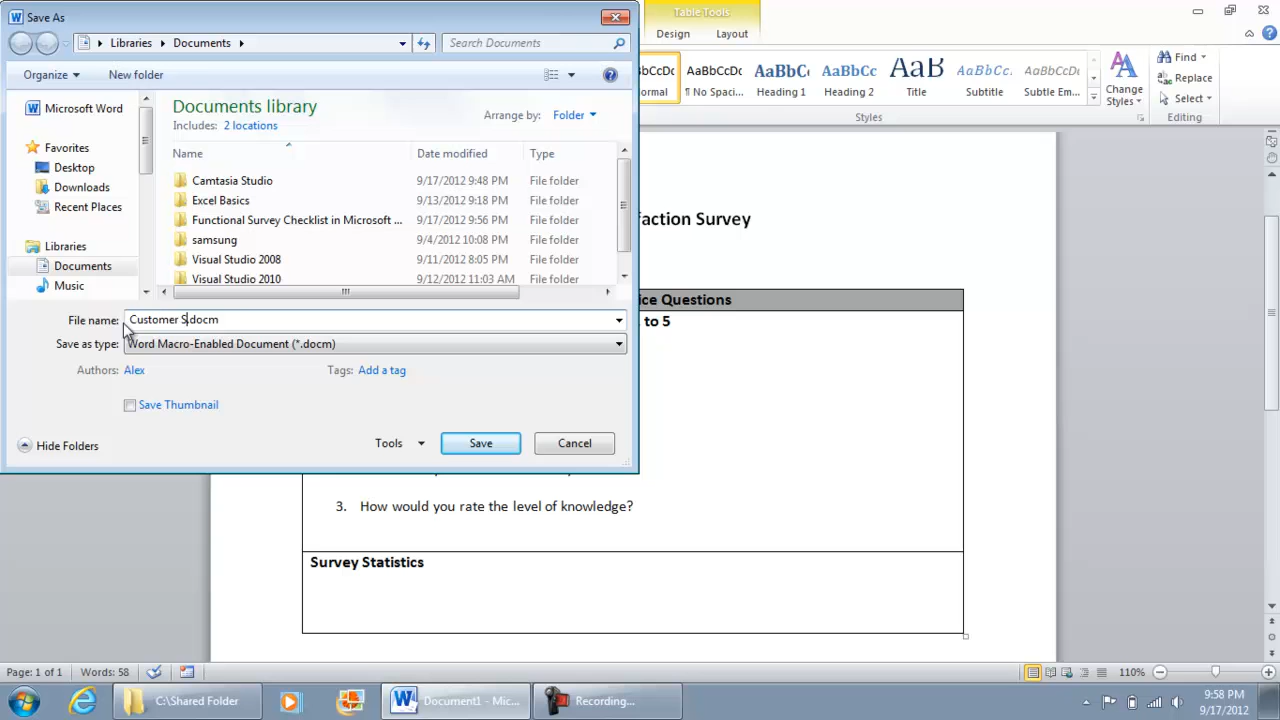 Save As
Libraries Documents
Search Documents
Organize New folder
Microsoft Word
Favorites
Desktop
Downloads
Recent Places
Libraries
Documents
Music
Documents library
Includes: 2 locations
Arrange by: Folder
Name Date modified Type
Camtasia Studio 9/17/2012 9:48 PM File folder
Excel Basics 9/13/2012 9:18 PM File folder
Functional Survey Checklist in Microsoft ... 9/17/2012 9:56 PM File folder
samsung 9/4/2012 10:08 PM File folder
Visual Studio 2008 9/11/2012 8:05 PM File folder
Visual Studio 2010 9/12/2012 11:03 AM File folder
File name: Customer S.docm
Save as type: Word Macro-Enabled Document (*.docm)
Authors: Alex Tags: Add a tag
Save Thumbnail
Hide Folders Tools Save Cancel
Table Tools
Design Layout
AaBbCcDc AaBbCc AaBbCc AaB AaBbCc. AaBbCcDc
¶ No Spaci... Heading 1 Heading 2 Title Subtitle Subtle Em...
Change Styles
Find
Replace
Select
Styles Editing
faction Survey
ice Questions
to 5
3. How would you rate the level of knowledge?
Survey Statistics
Page: 1 of 1 Words: 58 110%
C:\Shared Folder Document1 - Mic... Recording...
9:58 PM
9/17/2012